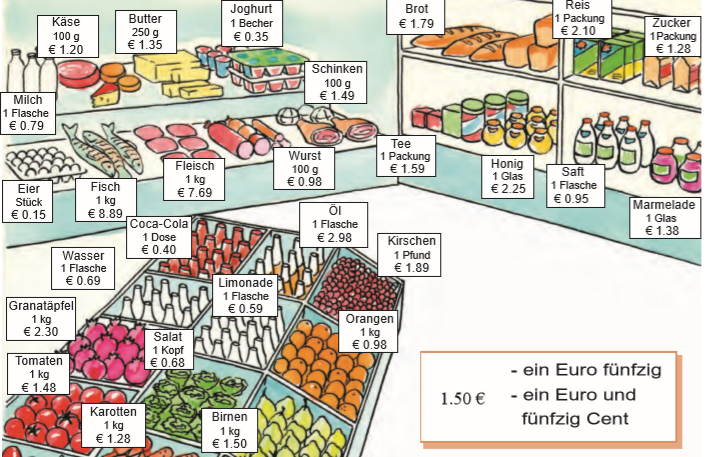 Käse
100 g
€ 1.20
Butter
250 g
€ 1.35
Joghurt
1 Becher
€ 0.35
Brot
€ 1.79
Reis
1 Packung
€ 2.10
Zucker
1 Packung
€ 1.28
Milch
1 Flasche
€ 0.79
Schinken
100 g
€ 1.49
Eier
Stück
€ 0.15
Fisch
1 kg
€ 8.89
Fleisch
1 kg
€ 7.69
Wurst
100 g
€ 0.98
Tee
1 Packung
€ 1.59
Honig
1 Glas
€ 2.25
Saft
1 Flasche
€ 0.95
Marmelade
1 Glas
€ 1.38
Coca-Cola
1 Dose
€ 0.40
Öl
1 Flasche
€ 2.98
Kirschen
1 Pfund
€ 1.89
Wasser
1 Flasche
€ 0.69
Limonade
1 Flasche
€ 0.59
Granatäpfel
1 kg
€ 2.30
Salat
1 Kopf
€ 0.68
Orangen
1 kg
€ 0.98
Tomaten
1 kg
€ 1.48
Karotten
1 kg
€ 1.28
Birnen
1 kg
€ 1.50
1.50 €
- ein Euro fünfzig
- ein Euro und
fünfzig Cent